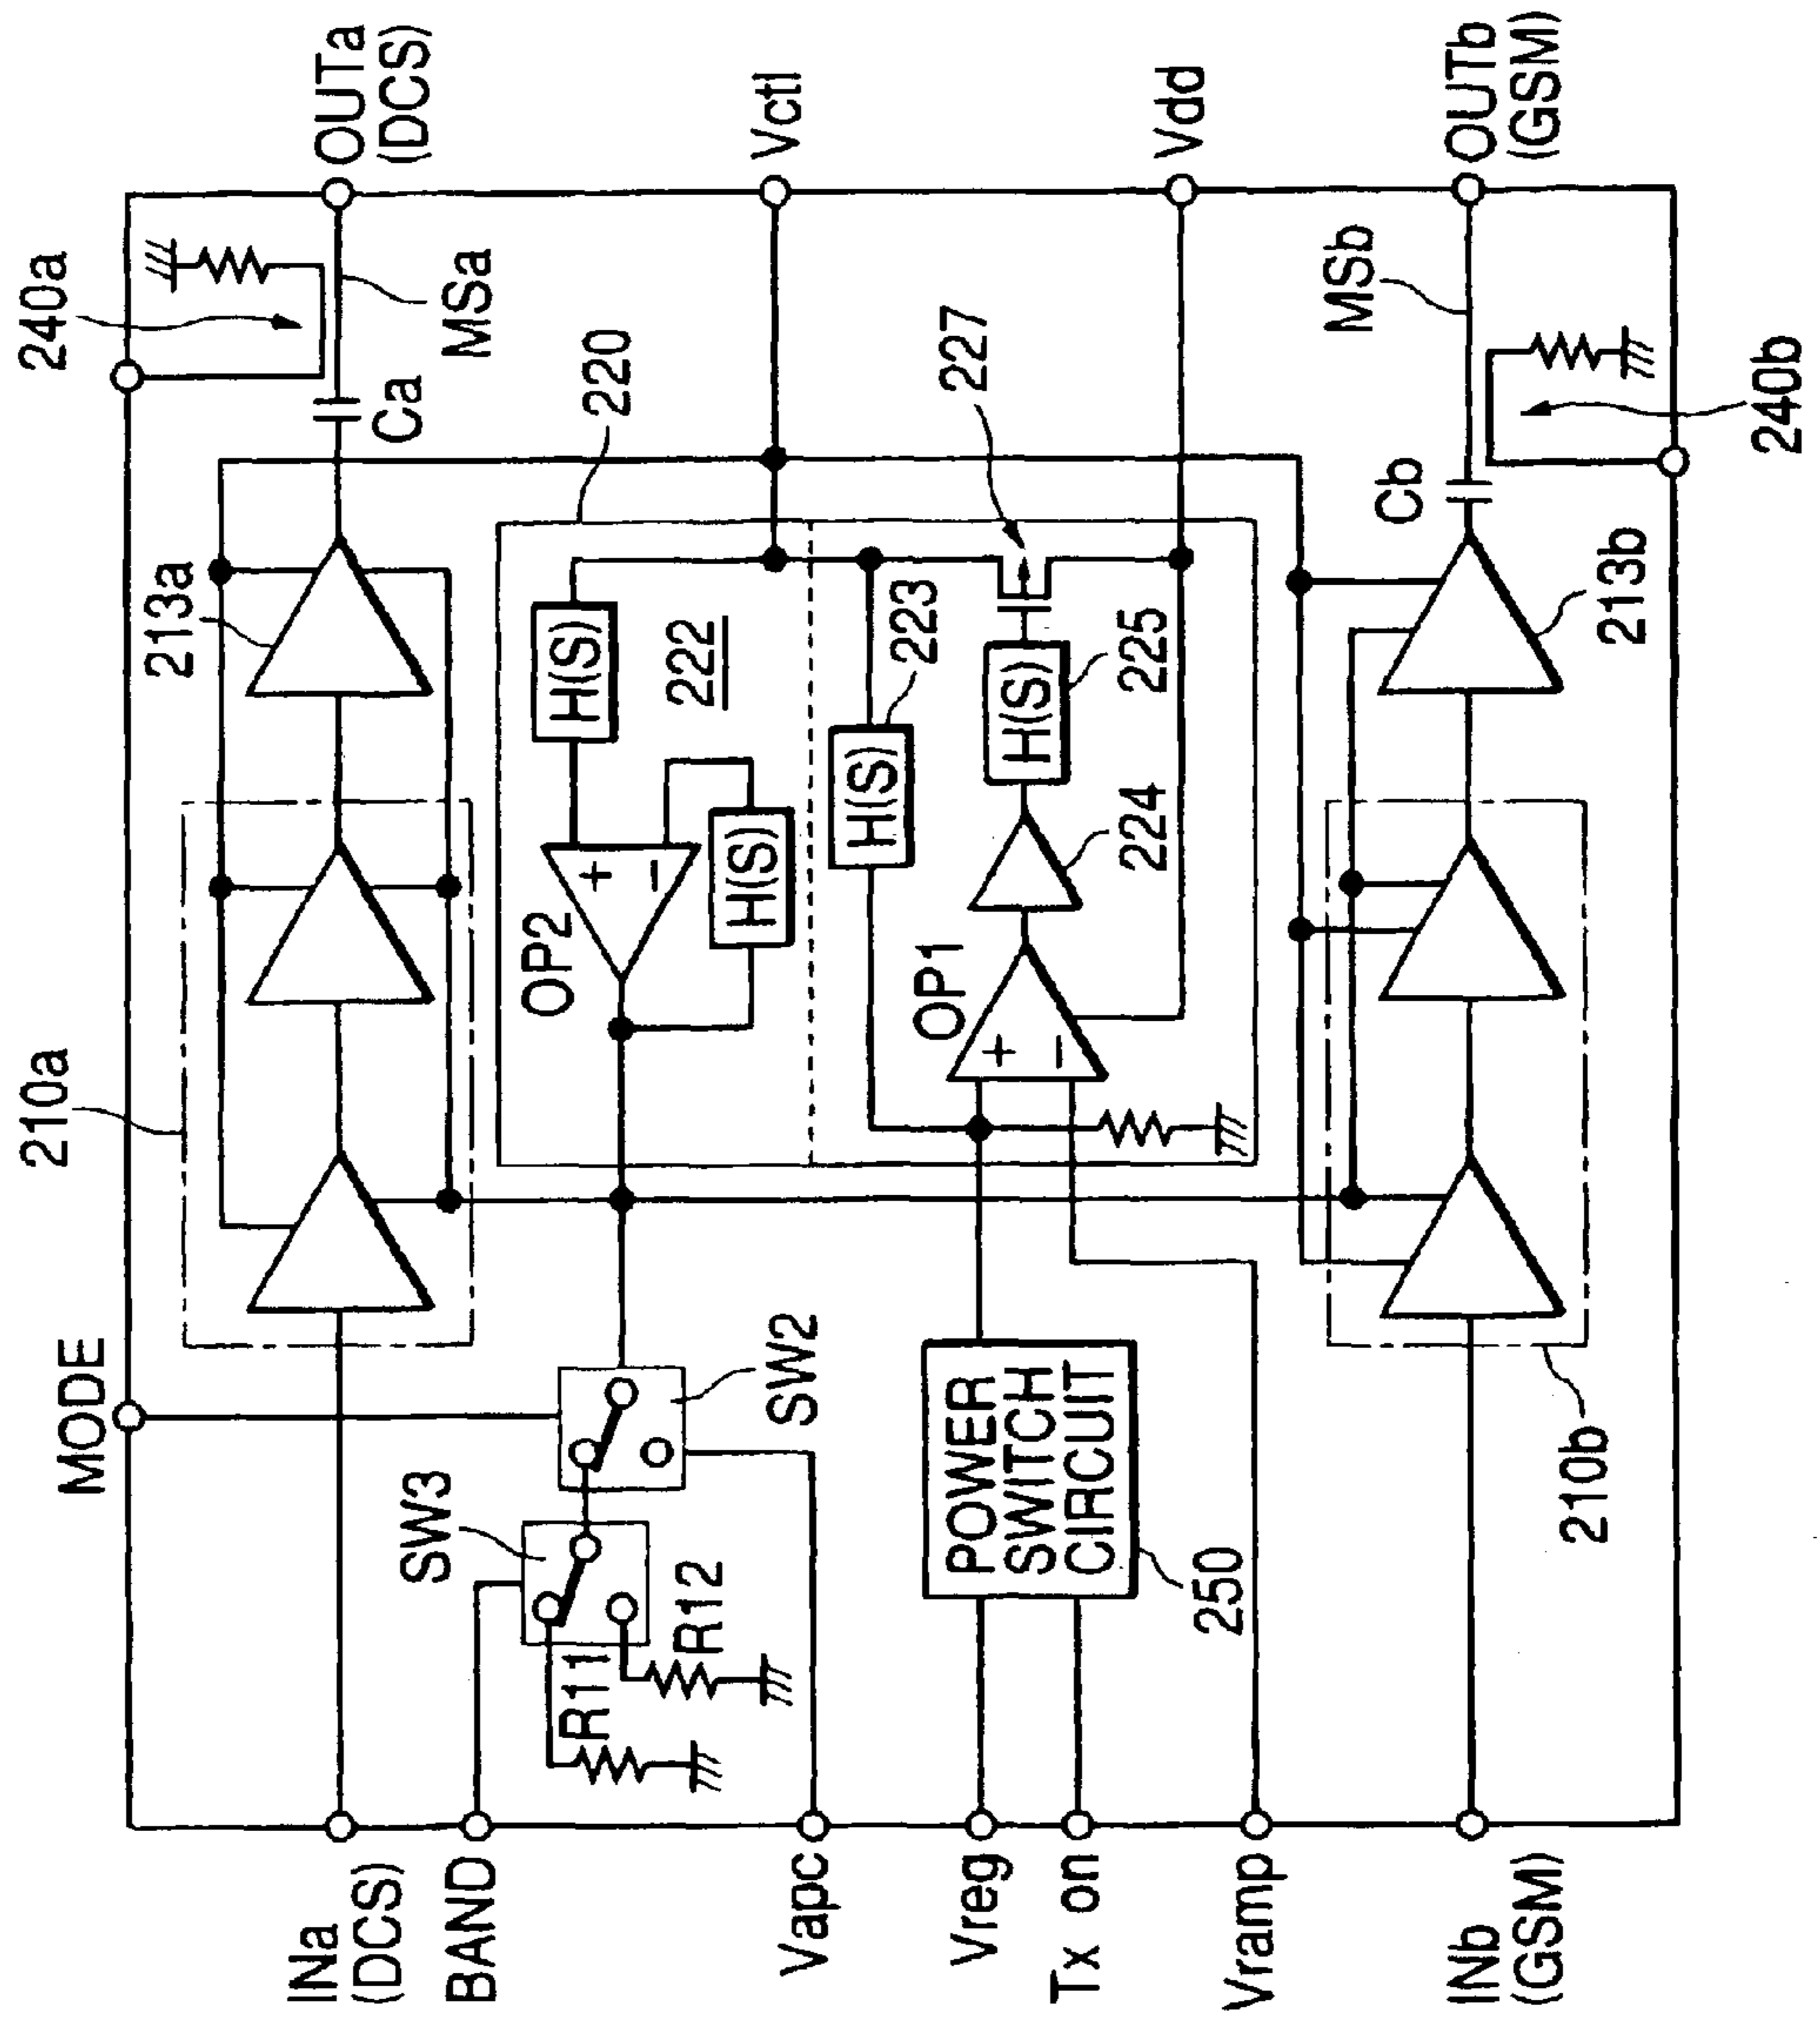 240a
OUTa
(DCS)
MSa
Ca
213a
210a
MODE
Vctl
220
222
H(S)
H(S)
OP2
+
−
SW2
SW3
R11
R12
INa
(DCS)
BAND
Vapc
227
223
H(S)
225
H(S)
224
OP1
+
−
Vdd
POWER
SWITCH
CIRCUIT
250
Vreg
Tx on
Vramp
OUTb
(GSM)
MSb
240b
Cb
213b
210b
INb
(GSM)